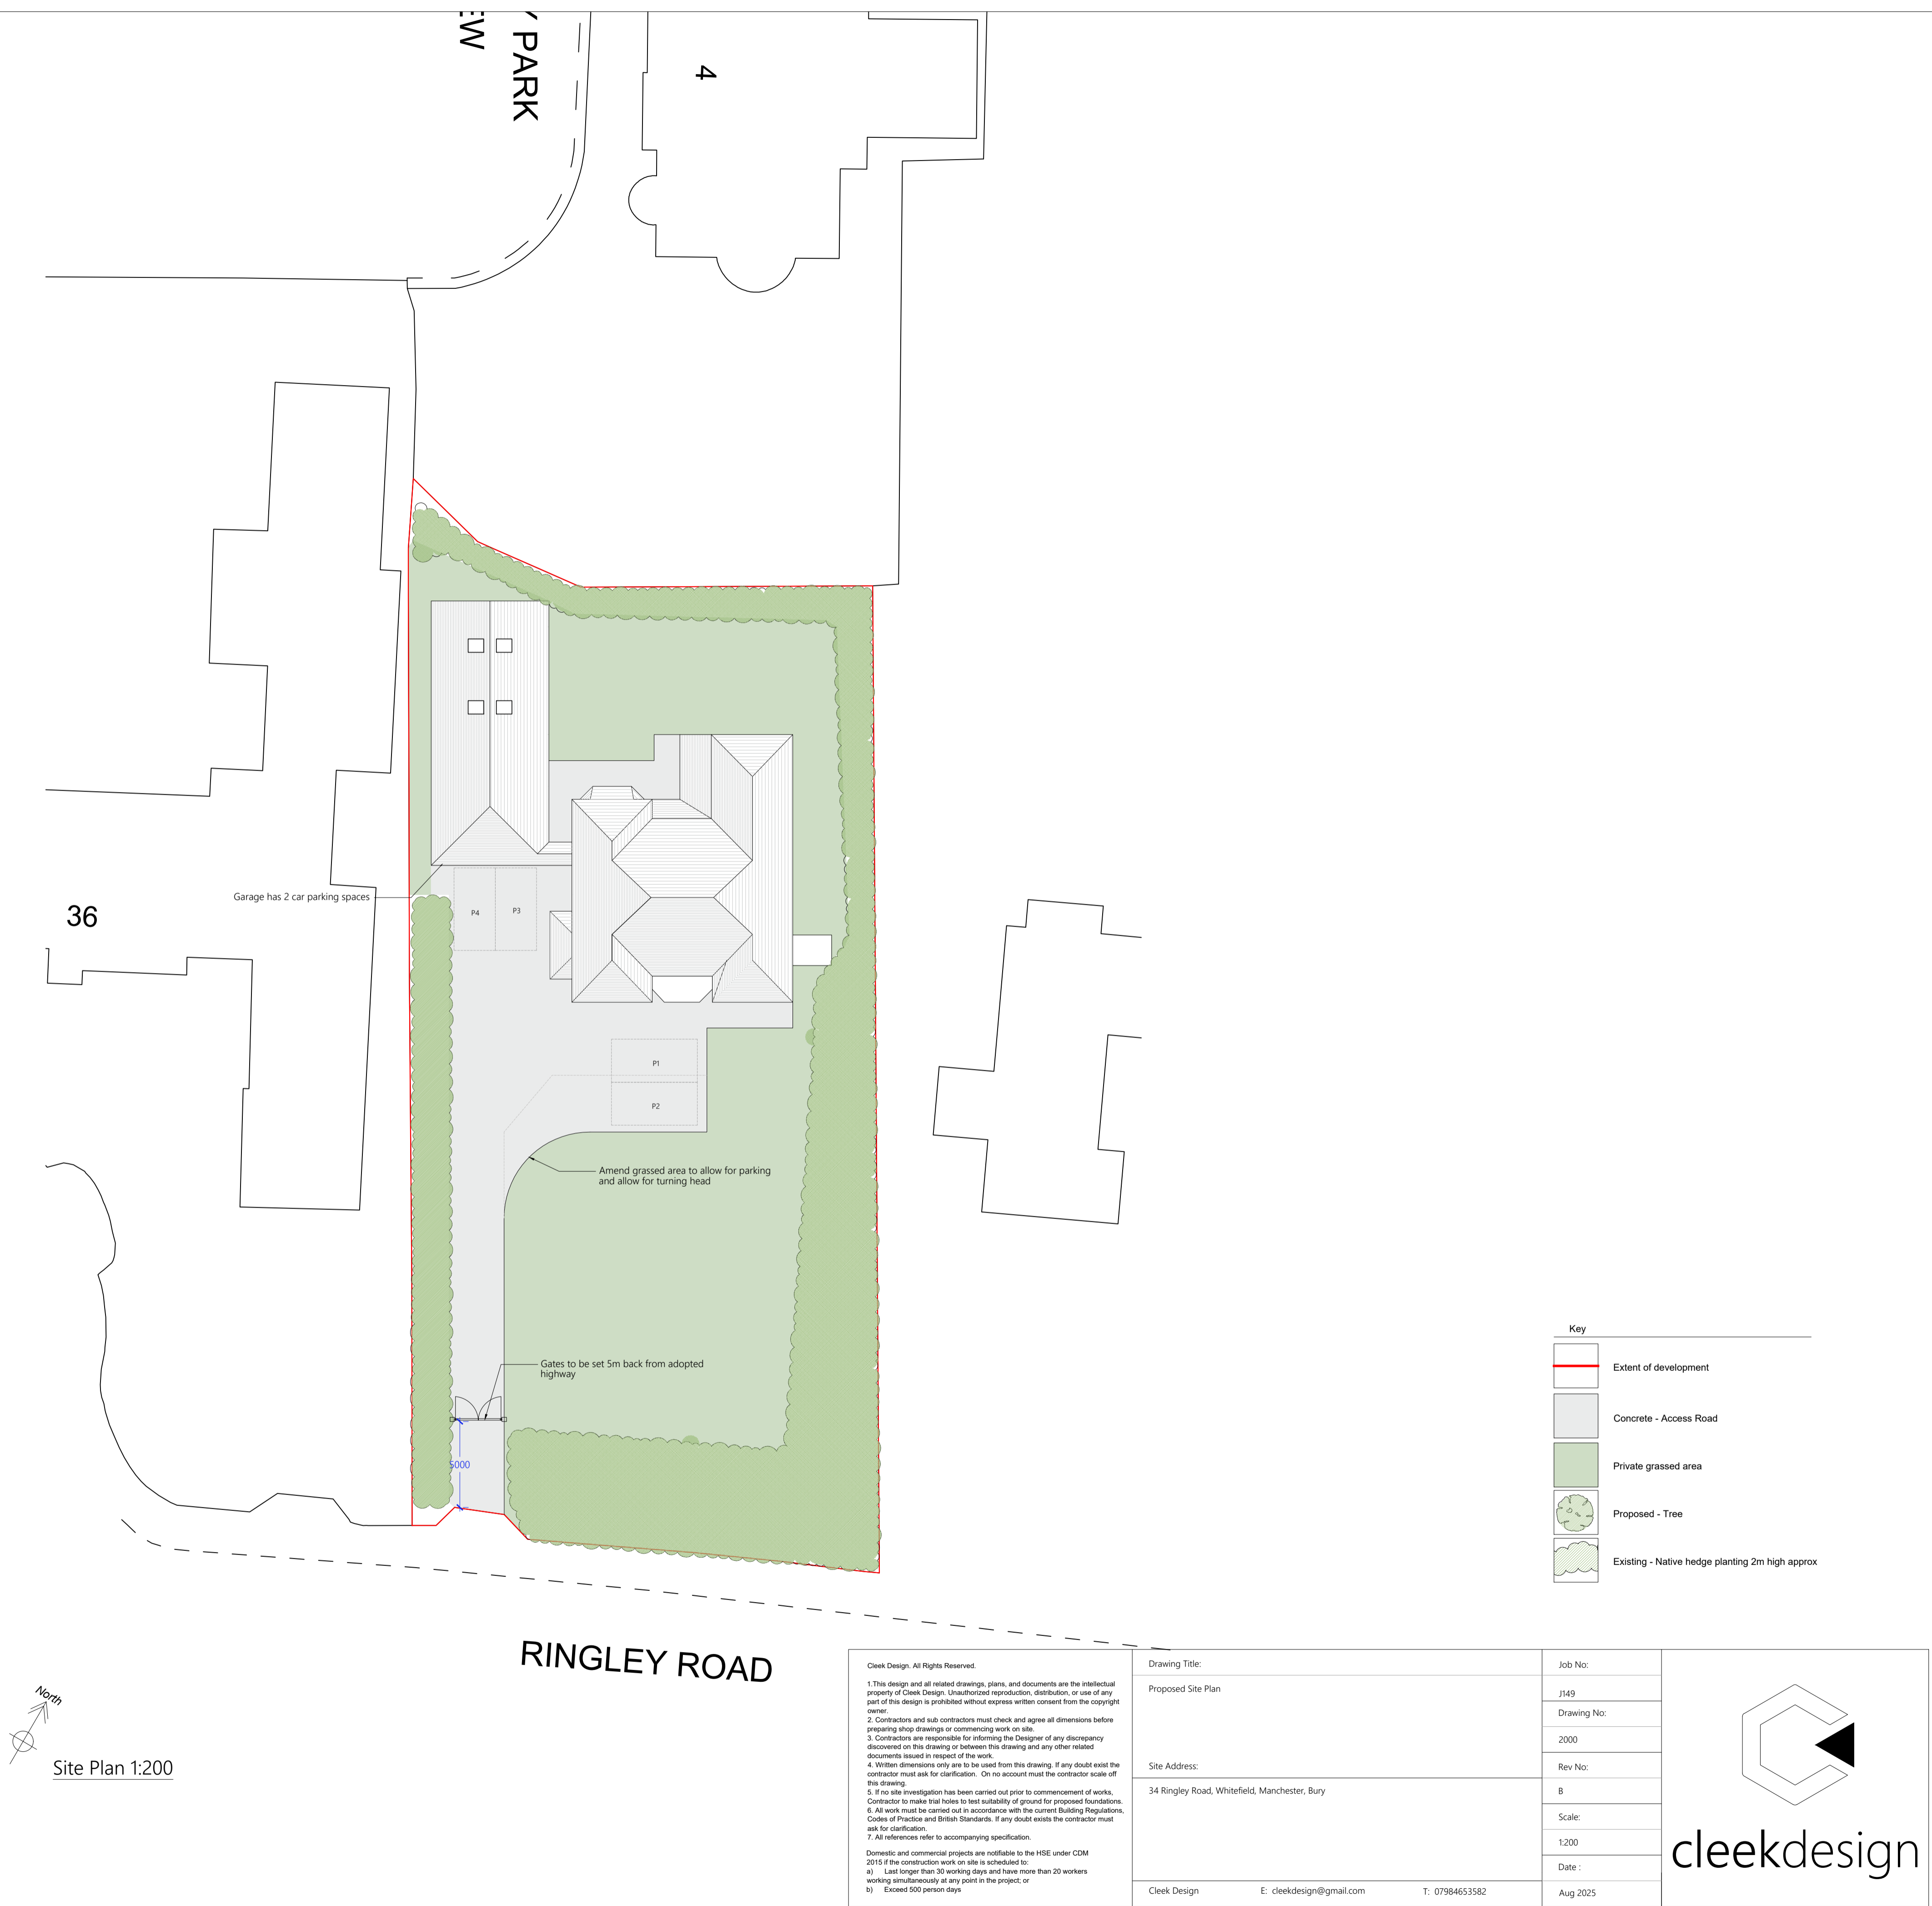 Y PARK
EW
4
36
Garage has 2 car parking spaces
P4
P3
P1
P2
Amend grassed area to allow for parking
and allow for turning head
Gates to be set 5m back from adopted
highway
5000
RINGLEY ROAD
North
Site Plan 1:200
Key
Extent of development
Concrete - Access Road
Private grassed area
Proposed - Tree
Existing - Native hedge planting 2m high approx
Cleek Design. All Rights Reserved.
1.This design and all related drawings, plans, and documents are the intellectual
property of Cleek Design. Unauthorized reproduction, distribution, or use of any
part of this design is prohibited without express written consent from the copyright
owner.
2. Contractors and sub contractors must check and agree all dimensions before
preparing shop drawings or commencing work on site.
3. Contractors are responsible for informing the Designer of any discrepancy
discovered on this drawing or between this drawing and any other related
documents issued in respect of the work.
4. Written dimensions only are to be used from this drawing. If any doubt exist the
contractor must ask for clarification. On no account must the contractor scale off
this drawing.
5. If no site investigation has been carried out prior to commencement of works,
Contractor to make trial holes to test suitability of ground for proposed foundations.
6. All work must be carried out in accordance with the current Building Regulations,
Codes of Practice and British Standards. If any doubt exists the contractor must
ask for clarification.
7. All references refer to accompanying specification.
Domestic and commercial projects are notifiable to the HSE under CDM
2015 if the construction work on site is scheduled to:
a) Last longer than 30 working days and have more than 20 workers
working simultaneously at any point in the project; or
b) Exceed 500 person days
Drawing Title:
Proposed Site Plan
Site Address:
34 Ringley Road, Whitefield, Manchester, Bury
Cleek Design E: cleekdesign@gmail.com T: 07984653582
Job No:
J149
Drawing No:
2000
Rev No:
B
Scale:
1:200
Date :
Aug 2025
cleekdesign